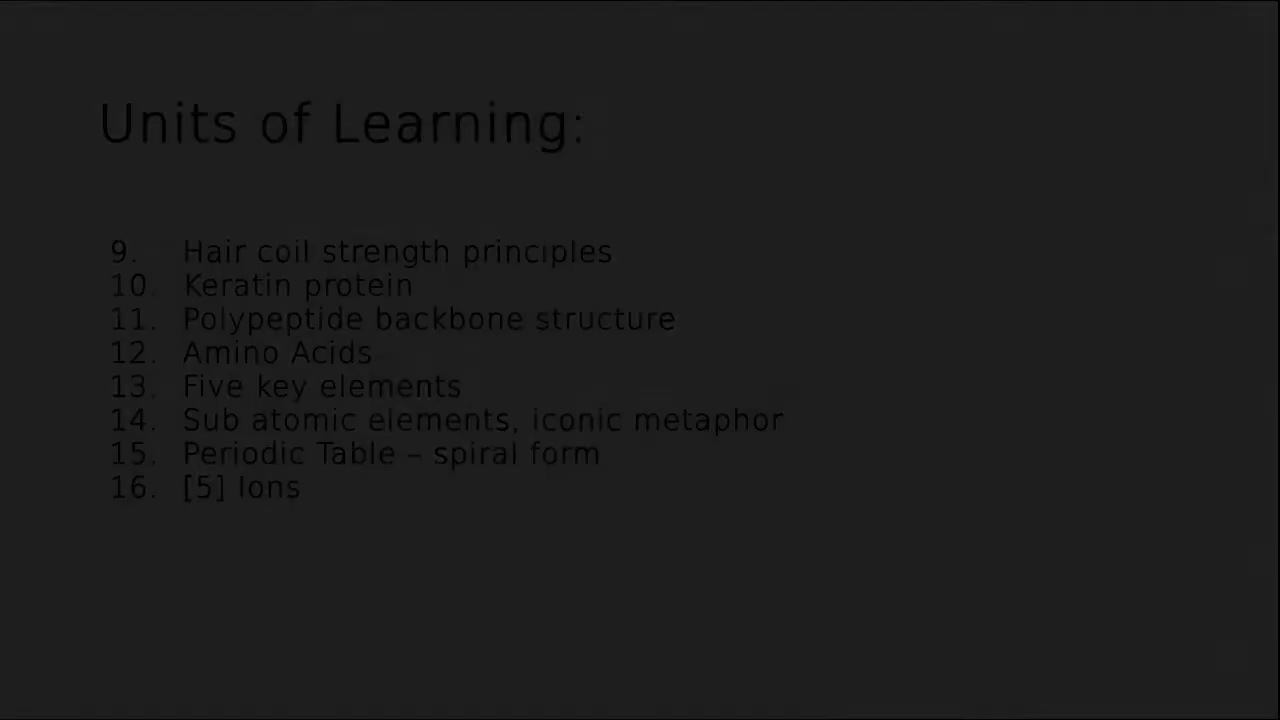 Units of Learning:
9. Hair coil strength principles
10. Keratin protein
11. Polypeptide backbone structure
12. Amino Acids
13. Five key elements
14. Sub atomic elements, iconic metaphor
15. Periodic Table – spiral form
16. [5] Ions